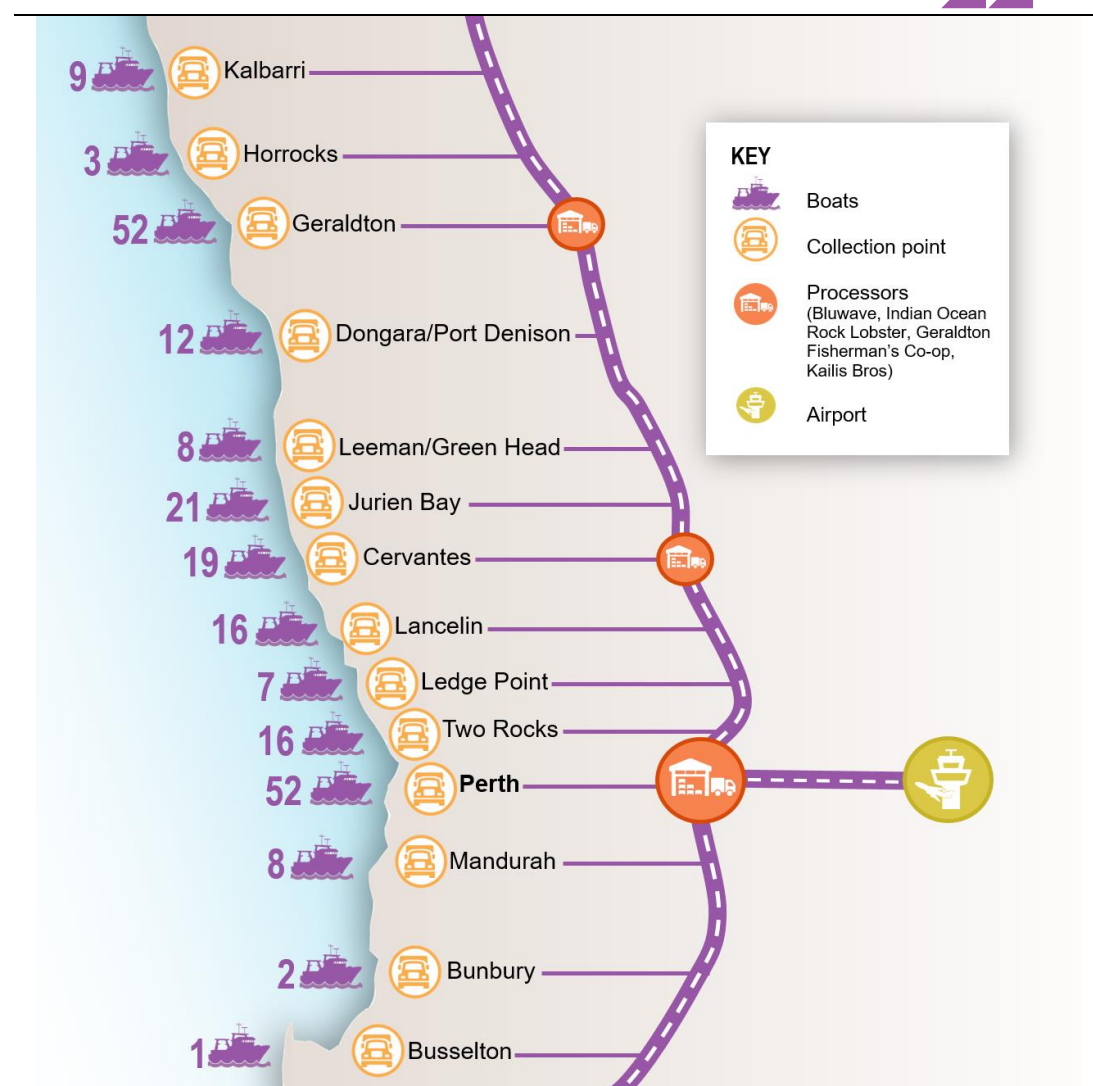 9 Kalbarri
3 Horrocks
52 Geraldton
12 Dongara/Port Denison
8 Leeman/Green Head
21 Jurien Bay
19 Cervantes
16 Lancelin
7 Ledge Point
16 Two Rocks
52 Perth
8 Mandurah
2 Bunbury
1 Busselton
KEY
Boats
Collection point
Processors
(Bluwave, Indian Ocean
Rock Lobster, Geraldton
Fisherman's Co-op,
Kailis Bros)
Airport